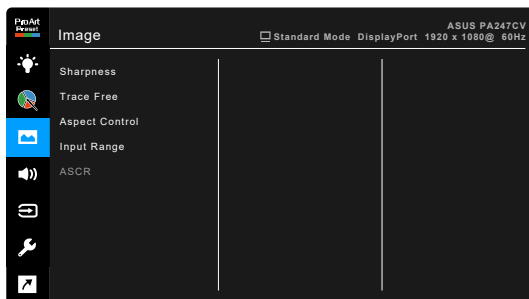 ProArt
Preset
Image
ASUS PA247CV
Standard Mode DisplayPort 1920 x 1080@ 60Hz
Sharpness
Trace Free
Aspect Control
Input Range
ASCR